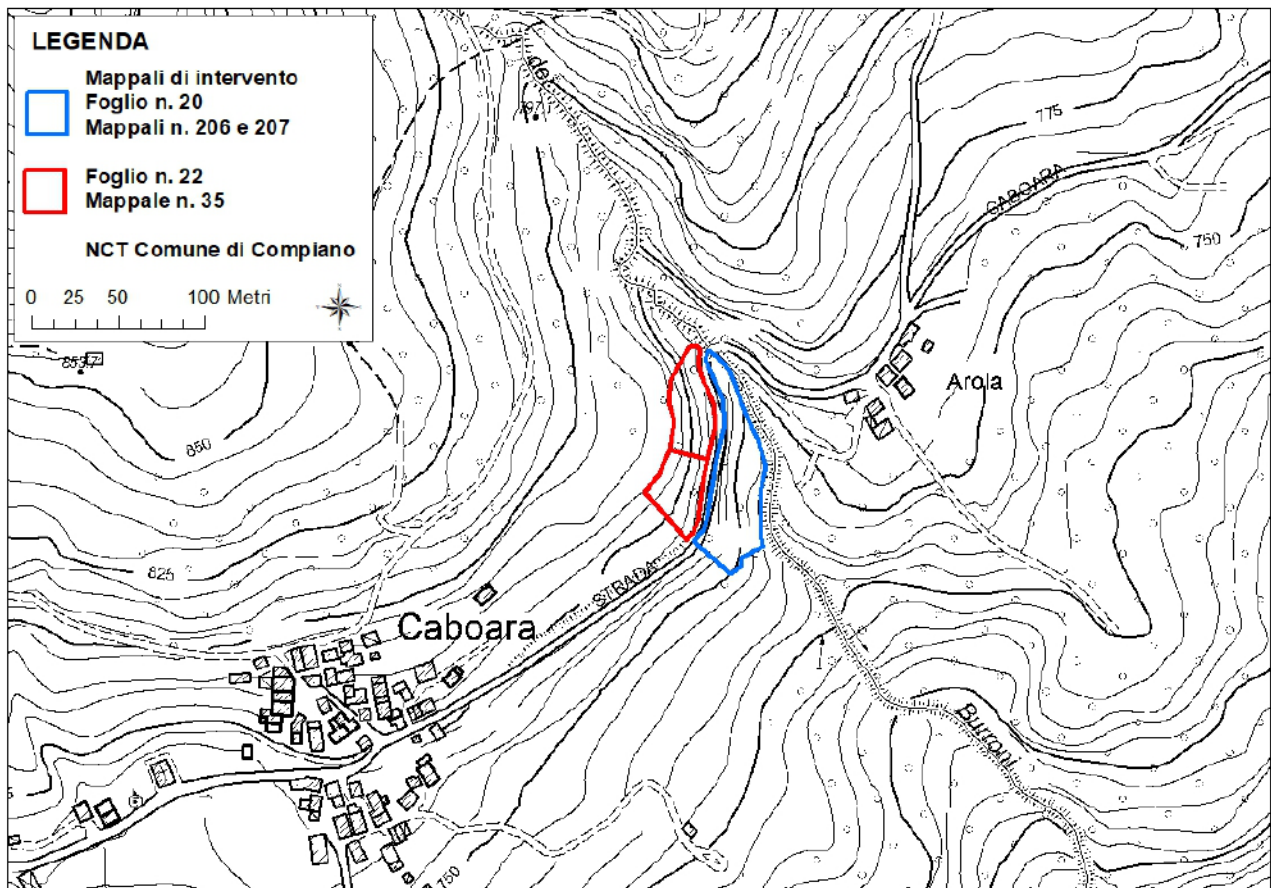 LEGENDA
Mappali di intervento
Foglio n. 20
Mappali n. 206 e 207
Foglio n. 22
Mappale n. 35
NCT Comune di Compiano
0 25 50 100 Metri
de
775
CABOARA
750
Arola
850
825
STRADA
Caboara
Burroni
750